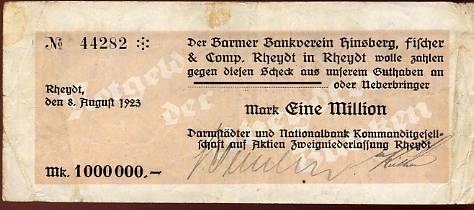 № 44282
Der Barmer Bankverein Hinsberg, Fischer
& Comp. Rheydt in Rheydt wolle zahlen
gegen diesen Scheck aus unserem Guthaben an
oder Ueberbringer
Rheydt,
den 8. August 1923
Mark Eine Million
Darmstädter und Nationalbank Kommanditgesell-
schaft auf Aktien Zweigniederlassung Rheydt
Mk. 1000000,—